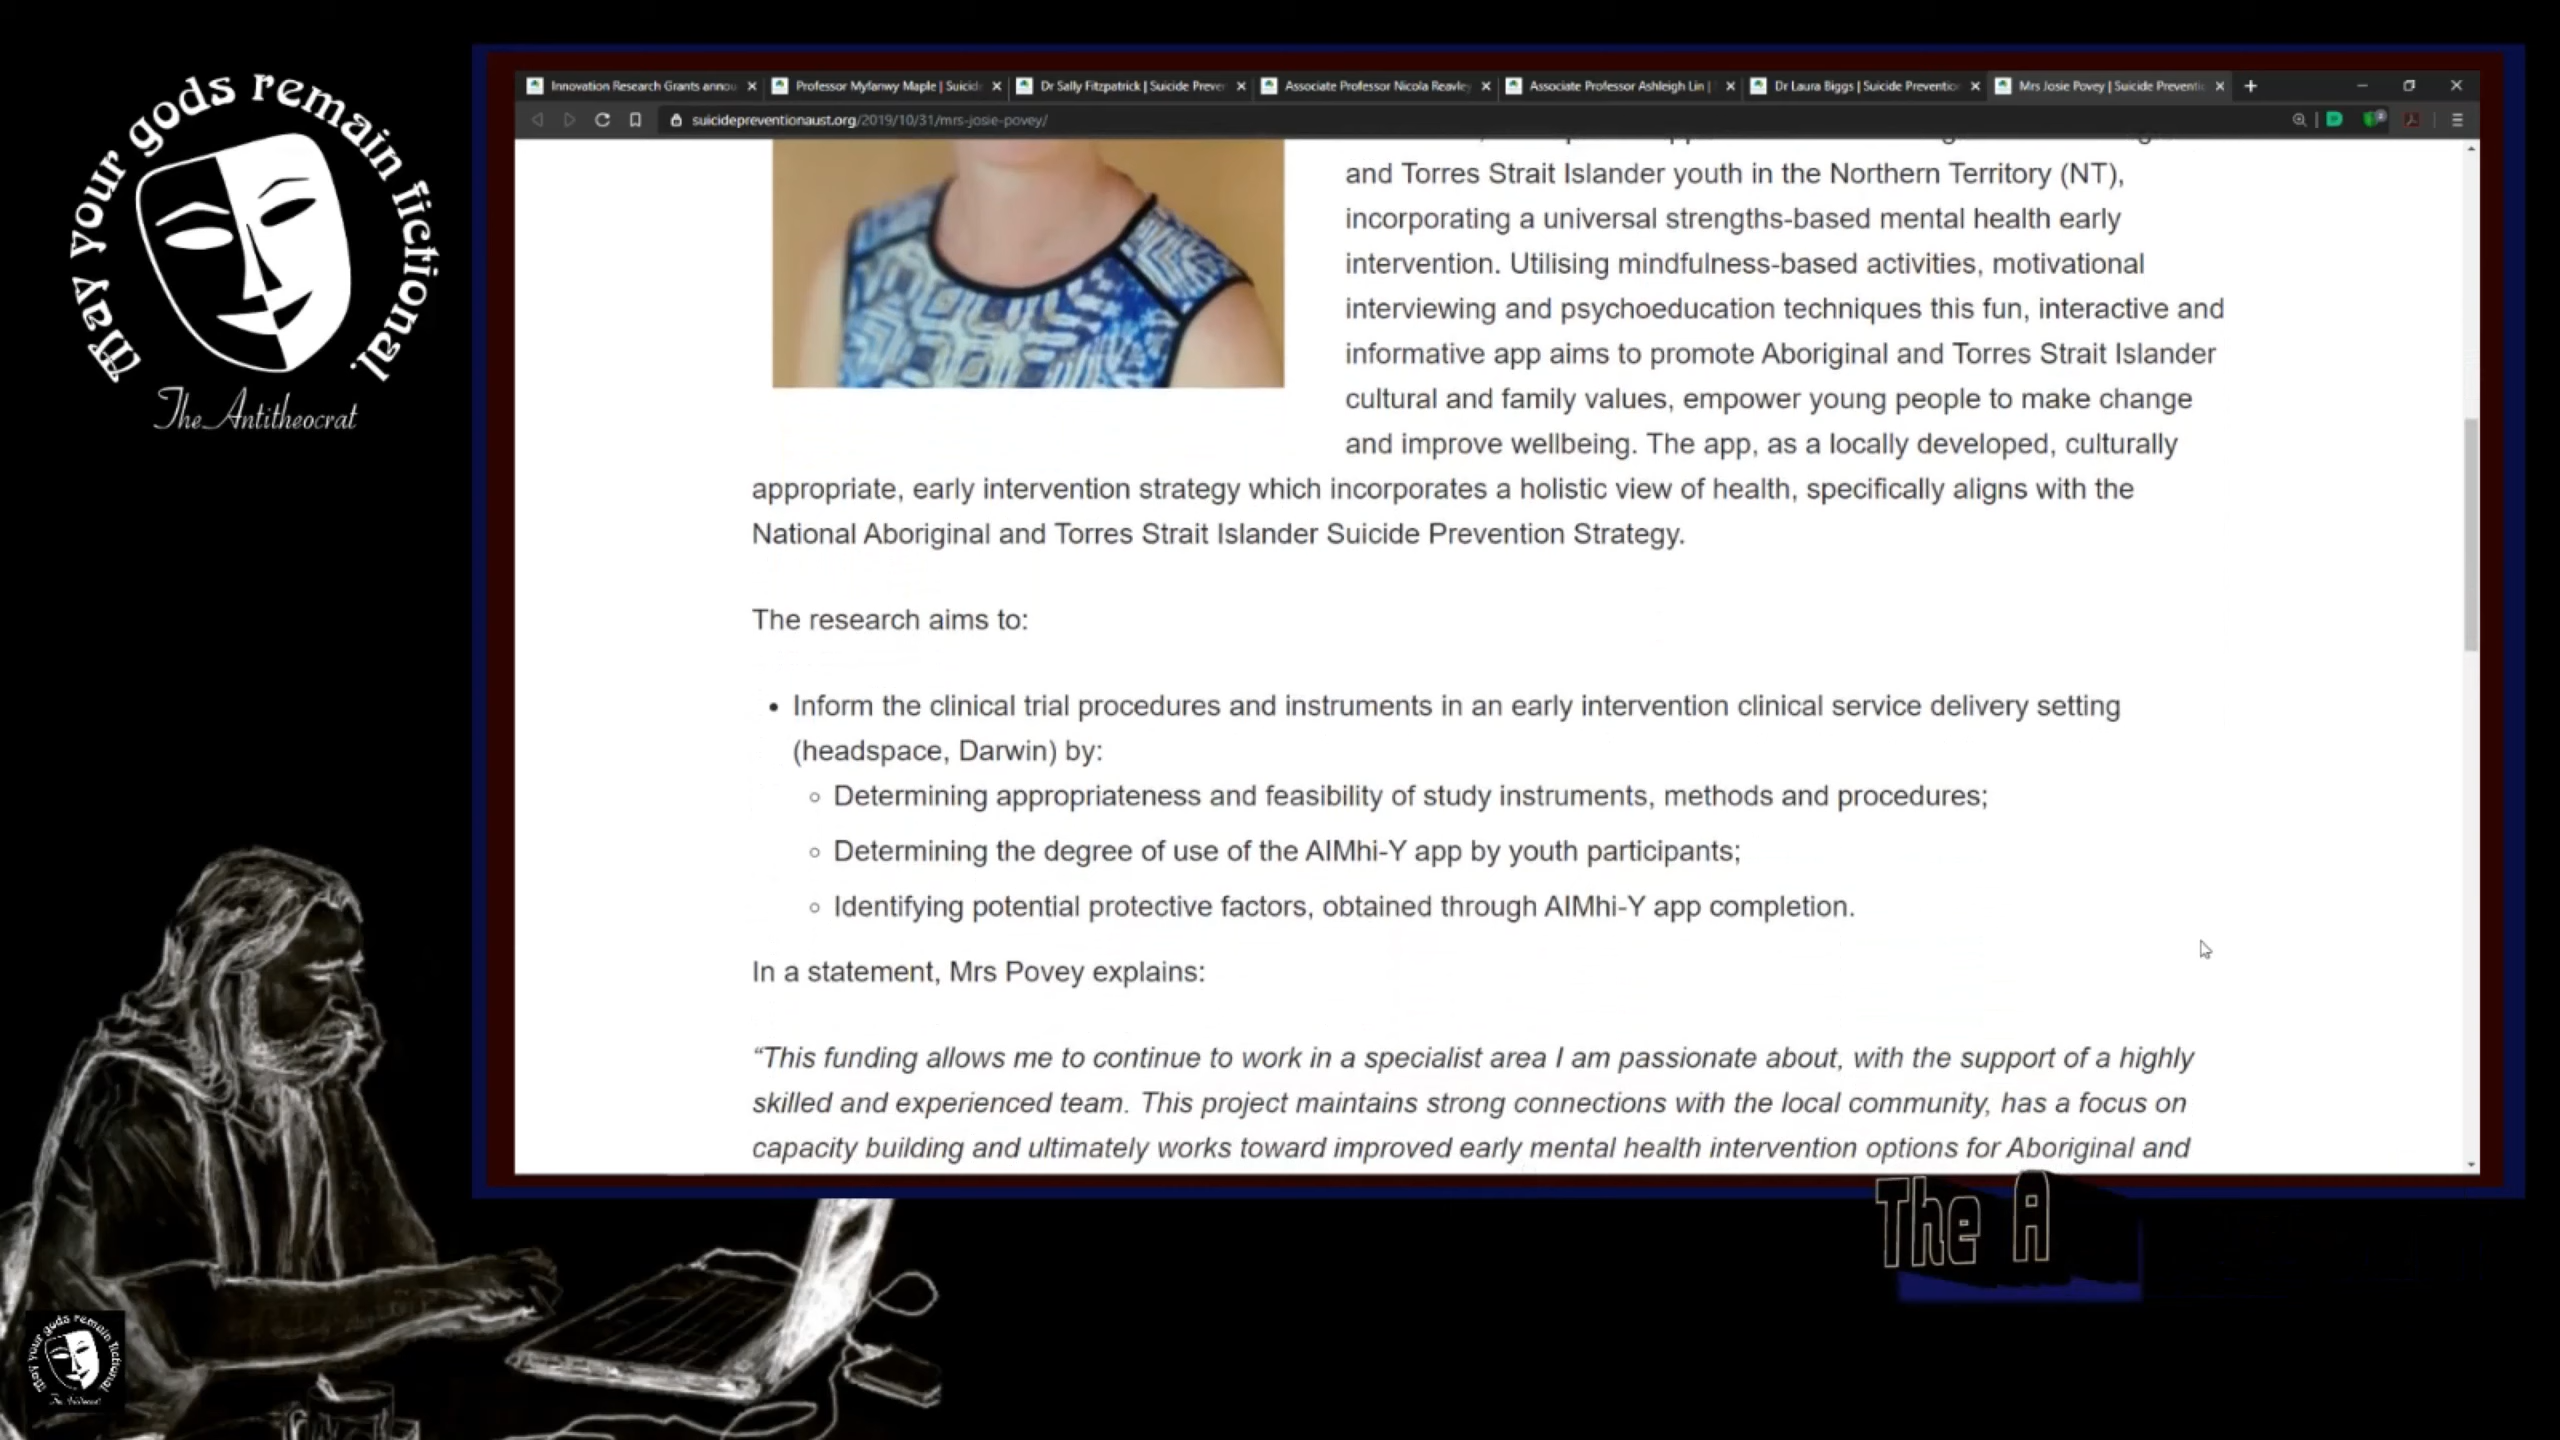 May your gods remain fictional.
The Antitheocrat
Innovation Research Grants annou
Professor Myfanwy Maple | Suicid
Dr Sally Fitzpatrick | Suicide Preve
Associate Professor Nicola Reavley
Associate Professor Ashleigh Lin |
Dr Laura Biggs | Suicide Preventio
Mrs Josie Povey | Suicide Preventi
suicidepreventionaust.org/2019/10/31/mrs-josie-povey/
and Torres Strait Islander youth in the Northern Territory (NT),
incorporating a universal strengths-based mental health early
intervention. Utilising mindfulness-based activities, motivational
interviewing and psychoeducation techniques this fun, interactive and
informative app aims to promote Aboriginal and Torres Strait Islander
cultural and family values, empower young people to make change
and improve wellbeing. The app, as a locally developed, culturally
appropriate, early intervention strategy which incorporates a holistic view of health, specifically aligns with the
National Aboriginal and Torres Strait Islander Suicide Prevention Strategy.
The research aims to:
• Inform the clinical trial procedures and instruments in an early intervention clinical service delivery setting
(headspace, Darwin) by:
○ Determining appropriateness and feasibility of study instruments, methods and procedures;
○ Determining the degree of use of the AIMhi-Y app by youth participants;
○ Identifying potential protective factors, obtained through AIMhi-Y app completion.
In a statement, Mrs Povey explains:
“This funding allows me to continue to work in a specialist area I am passionate about, with the support of a highly
skilled and experienced team. This project maintains strong connections with the local community, has a focus on
capacity building and ultimately works toward improved early mental health intervention options for Aboriginal and
The A
May your gods remain fictional.
The Antitheocrat